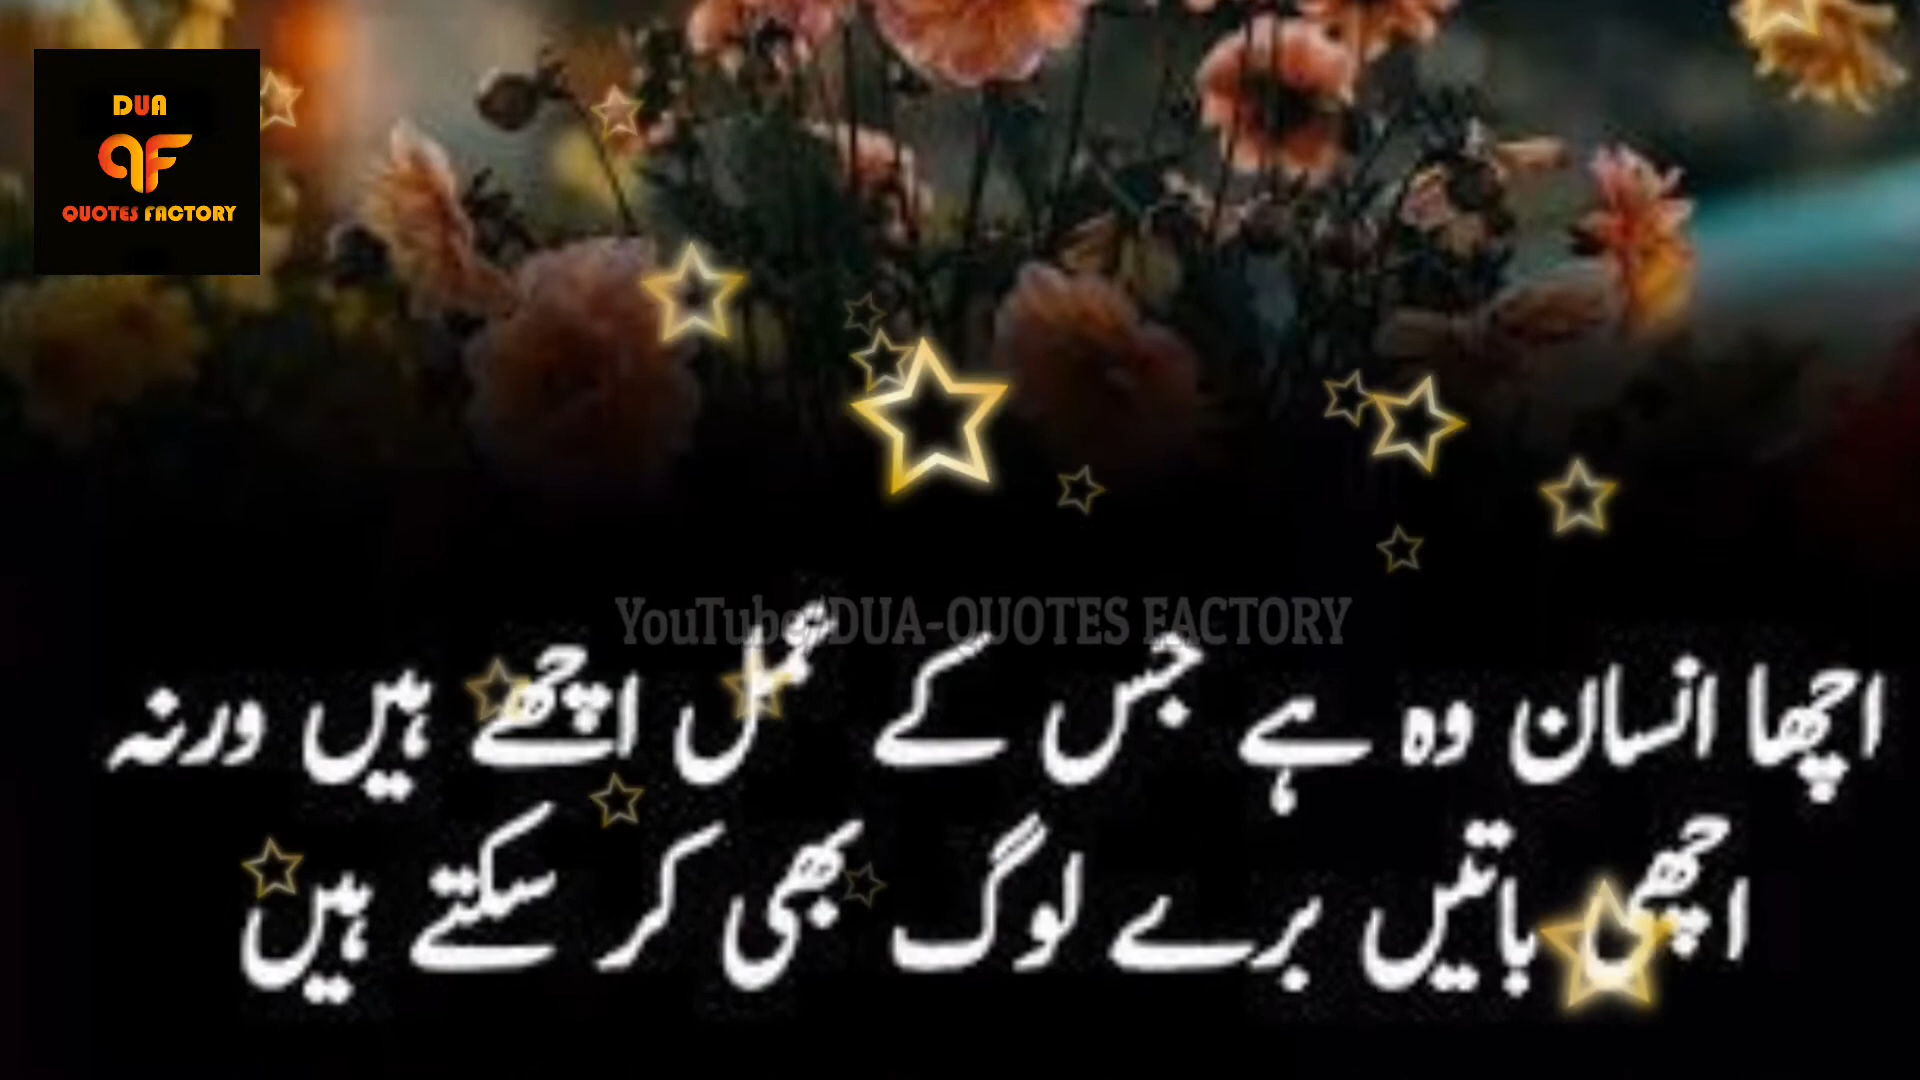 DUA
QF
QUOTES FACTORY
YouTube/DUA-QUOTES FACTORY
اچھا انسان وہ ہے جس کے عمل اچھے ہیں ورنہ
اچھی باتیں برے لوگ بھی کر سکتے ہیں